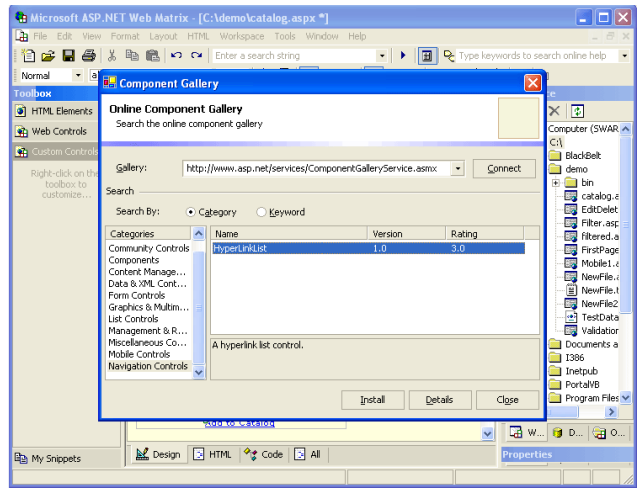 Microsoft ASP.NET Web Matrix - [C:\demo\catalog.aspx *]
File Edit View Format Layout HTML Workspace Tools Window Help
Enter a search string
Type keywords to search online help
Normal
Toolbox
HTML Elements
Web Controls
Custom Controls
Right-click on the
toolbox to
customize...
My Snippets
Component Gallery
Online Component Gallery
Search the online component gallery
Gallery: http://www.asp.net/services/ComponentGalleryService.asmx Connect
Search
Search By: Category Keyword
Categories
Community Controls
Components
Content Manage...
Data & XML Cont...
Form Controls
Graphics & Multim...
List Controls
Management & R...
Miscellaneous Co...
Mobile Controls
Navigation Controls
Name Version Rating
HyperLinkList 1.0 3.0
A hyperlink list control.
Install Details Close
Add to Catalog
Design HTML Code All
Computer (SWAR
C:\
BlackBelt
demo
bin
catalog.a
EditDelet
Filter.asp
filtered.a
FirstPage
Mobile1.a
NewFile.a
NewFile.t
NewFile2
TestData
Validation
Documents a
I386
Inetpub
PortalVB
Program Files
W... D... O...
Properties